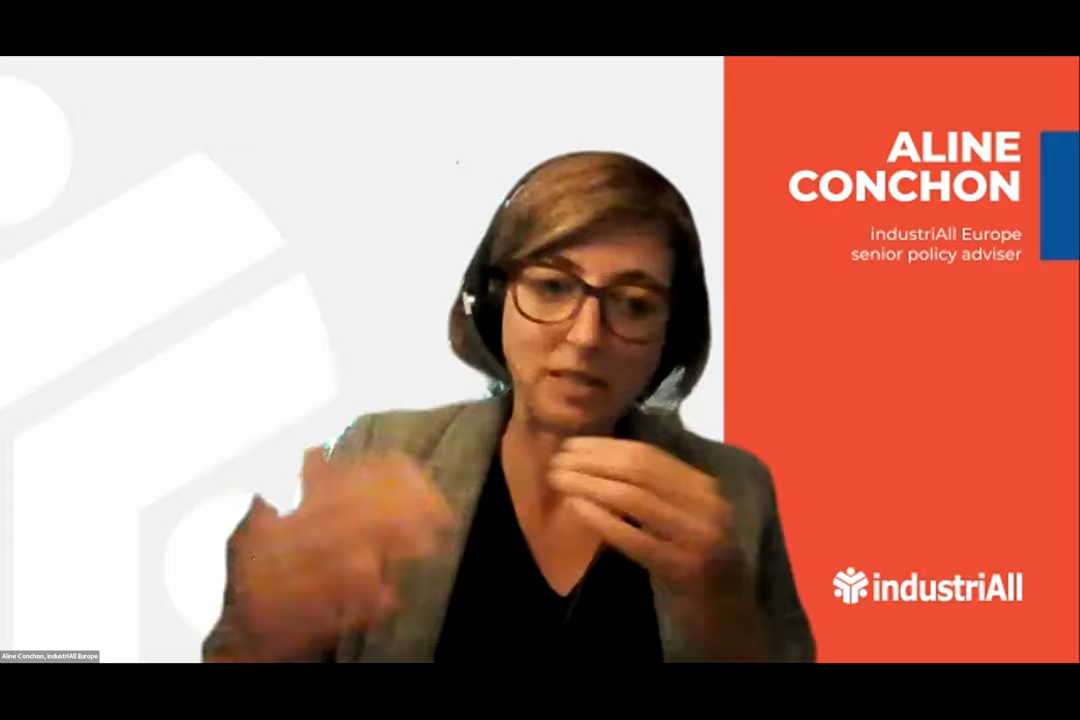 ALINE
CONCHON
industriAll Europe
senior policy adviser
industriAll
Aline Conchon, industriAll Europe